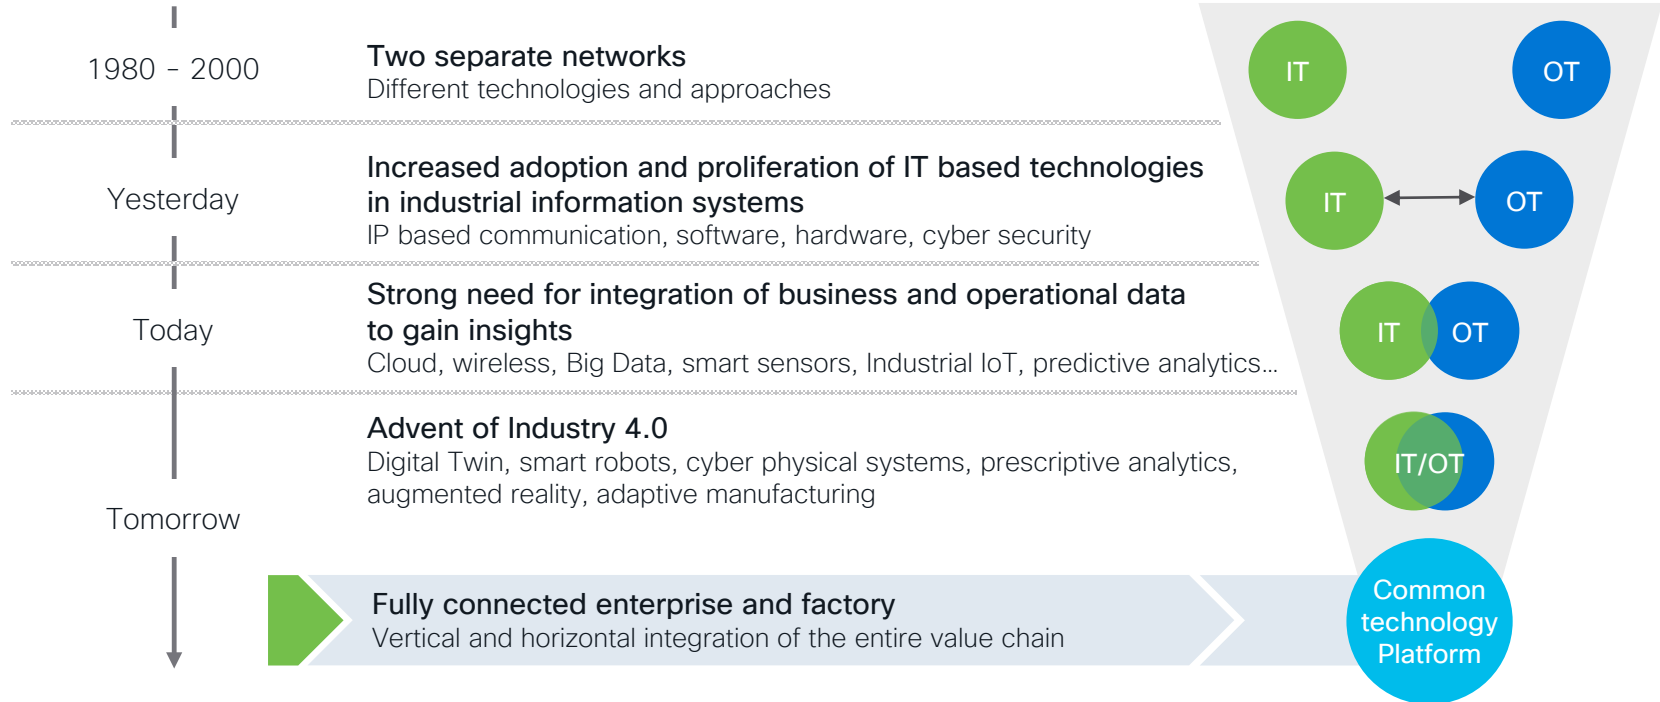 1980 - 2000
Two separate networks
Different technologies and approaches
IT
OT
Yesterday
Increased adoption and proliferation of IT based technologies
in industrial information systems
IP based communication, software, hardware, cyber security
IT
OT
Today
Strong need for integration of business and operational data
to gain insights
Cloud, wireless, Big Data, smart sensors, Industrial IoT, predictive analytics…
IT
OT
Tomorrow
Advent of Industry 4.0
Digital Twin, smart robots, cyber physical systems, prescriptive analytics,
augmented reality, adaptive manufacturing
IT/OT
Fully connected enterprise and factory
Vertical and horizontal integration of the entire value chain
Common
technology
Platform